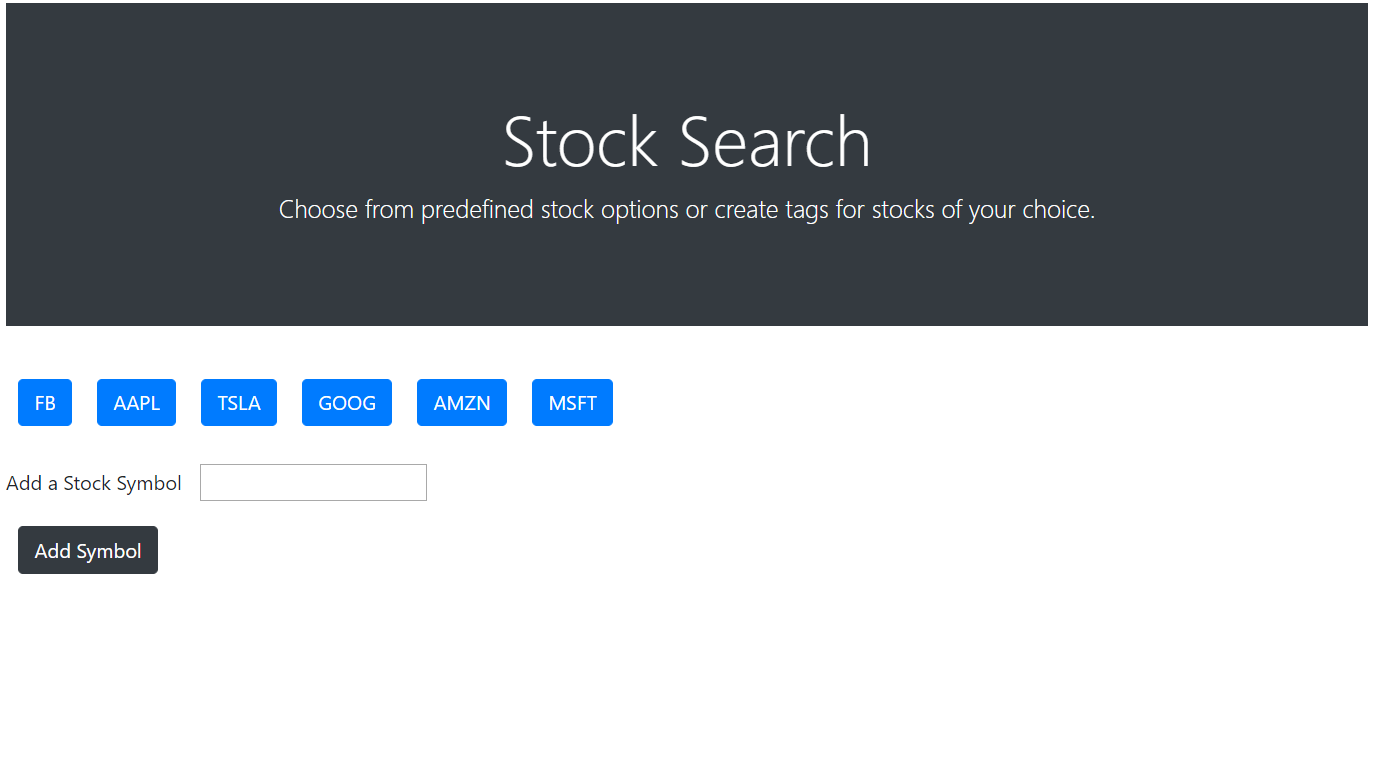 Stock Search
Choose from predefined stock options or create tags for stocks of your choice.
FB AAPL TSLA GOOG AMZN MSFT
Add a Stock Symbol
Add Symbol